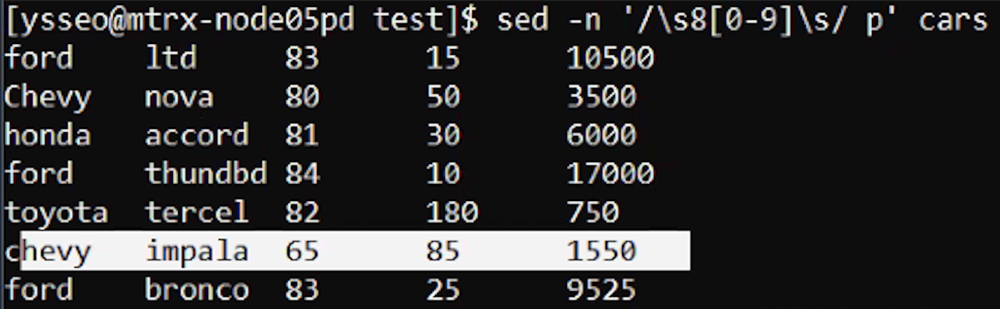 [ysseo@mtrx-node05pd test]$ sed -n '/\s8[0-9]\s/ p' cars
ford    ltd     83      15      10500
Chevy   nova    80      50      3500
honda   accord  81      30      6000
ford    thundbd 84      10      17000
toyota  tercel  82      180     750
chevy   impala  65      85      1550
ford    bronco  83      25      9525